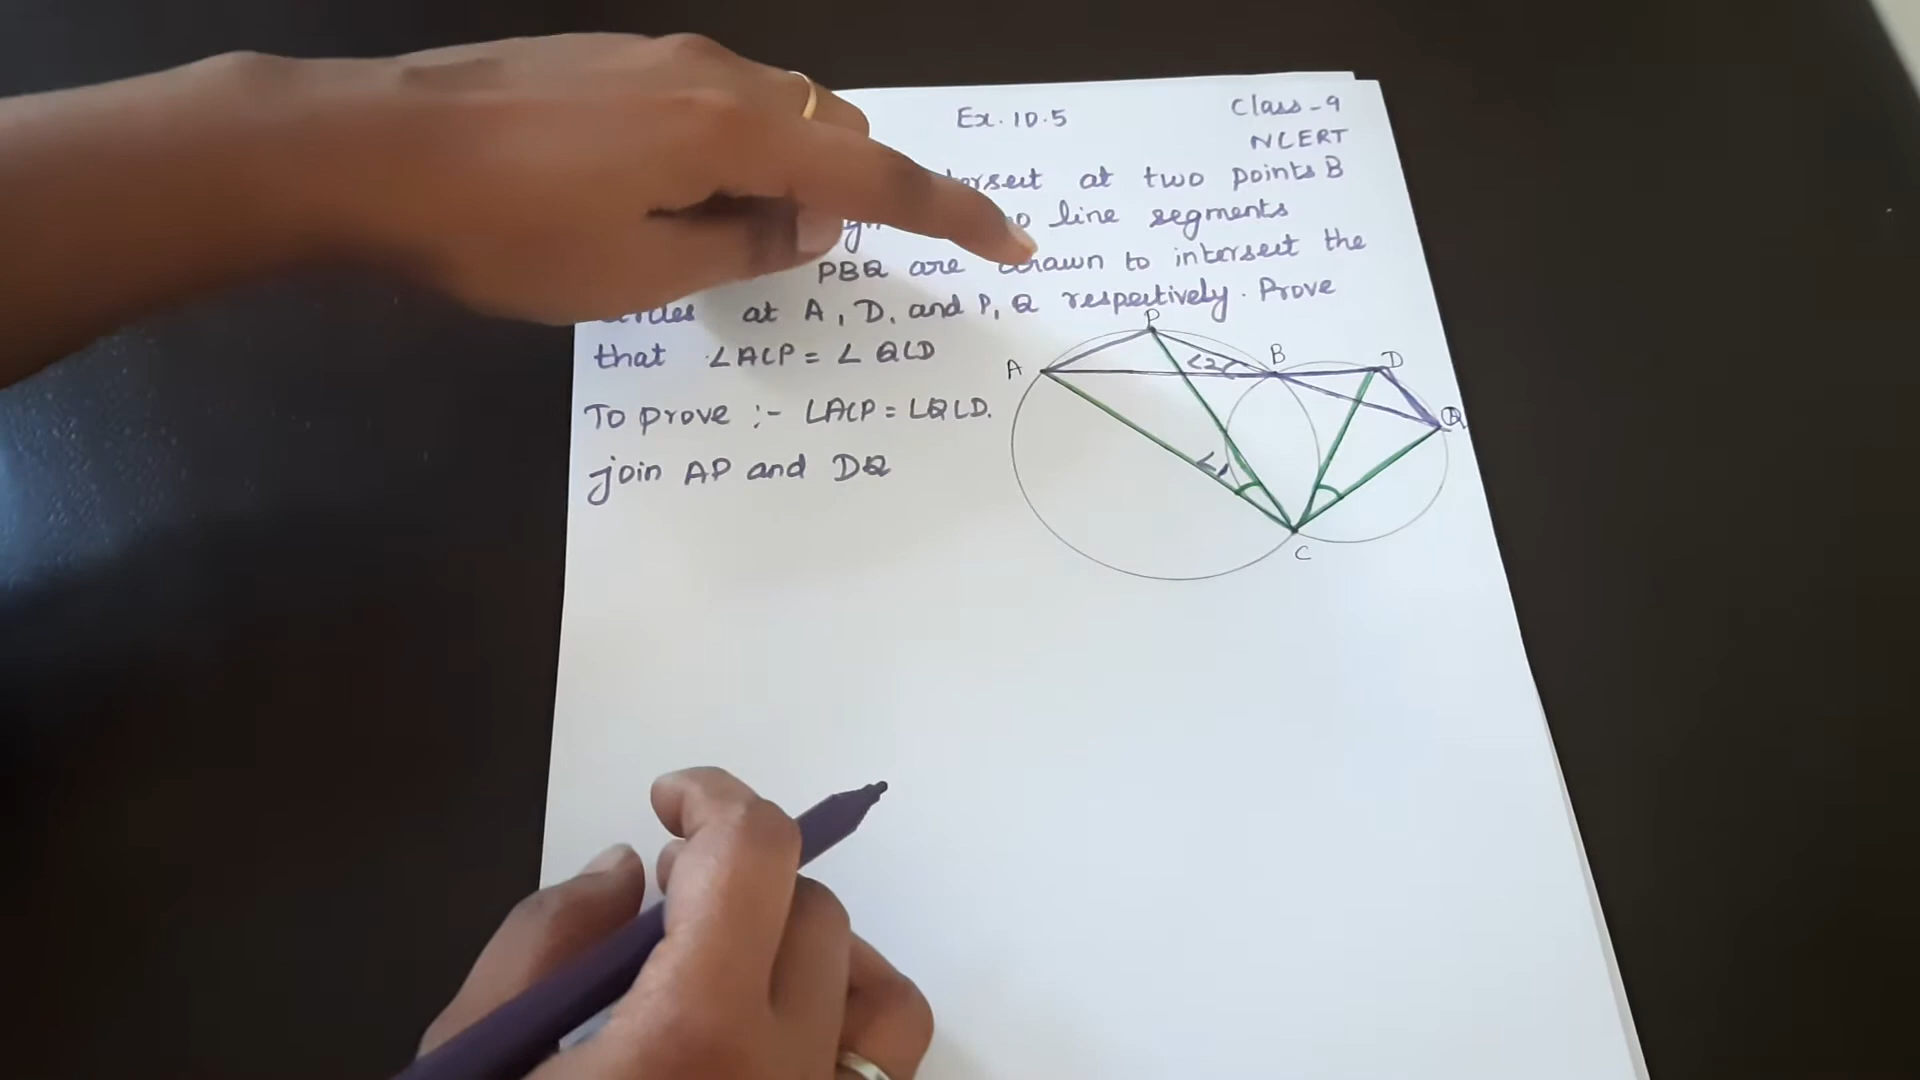 Ex. 10.5
Class-9
NCERT
at two points B
line segments
PBQ are drawn to intersect the
at A, D, and P, Q respectively. Prove
that ∠ACP = ∠QCD
To prove :- ∠ACP = ∠QCD.
join AP and DQ
P
A
∠2
B
D
Q
∠1
C